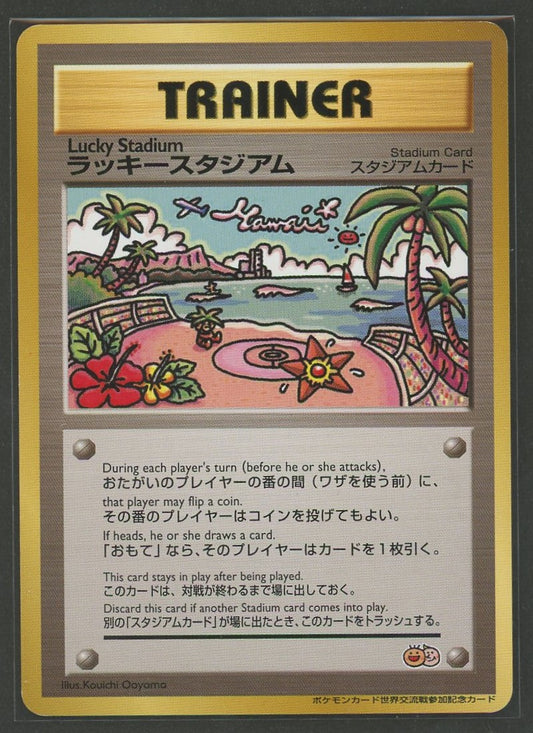 TRAINER
Lucky Stadium
ラッキースタジアム
Stadium Card
スタジアムカード
Hawaii
During each player's turn (before he or she attacks),
おたがいのプレイヤーの番の間（ワザを使う前）に、
that player may flip a coin.
その番のプレイヤーはコインを投げてもよい。
If heads, he or she draws a card.
「おもて」なら、そのプレイヤーはカードを1枚引く。
This card stays in play after being played.
このカードは、対戦が終わるまで場に出しておく。
Discard this card if another Stadium card comes into play.
別の「スタジアムカード」が場に出たとき、このカードをトラッシュする。
Illus. Kouichi Ooyama
ポケモンカード世界交流戦参加記念カード